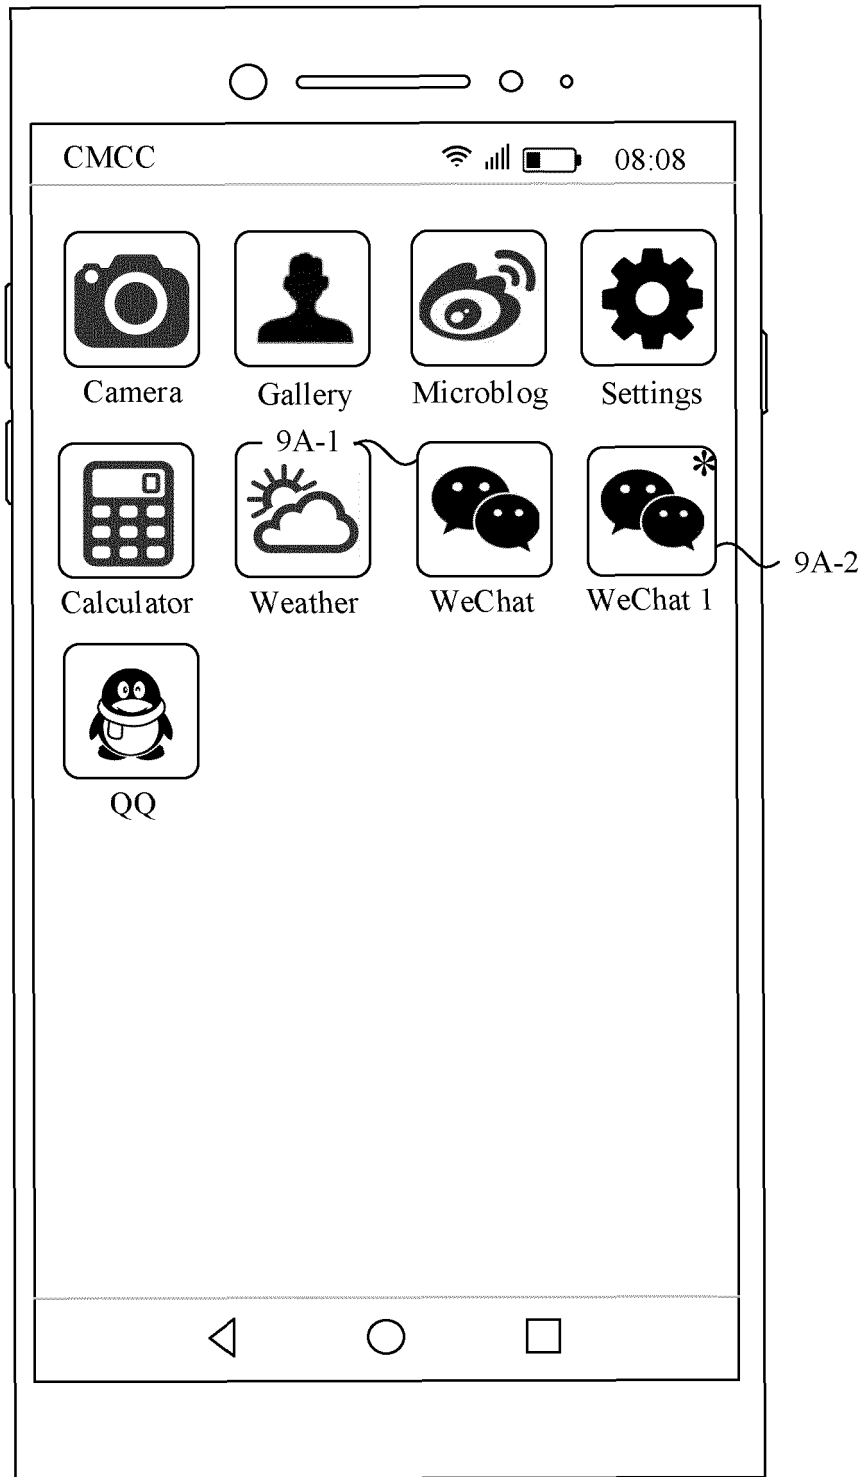 CMCC 08:08
Camera Gallery Microblog Settings
9A-1
9A-2
Calculator Weather WeChat WeChat 1
QQ